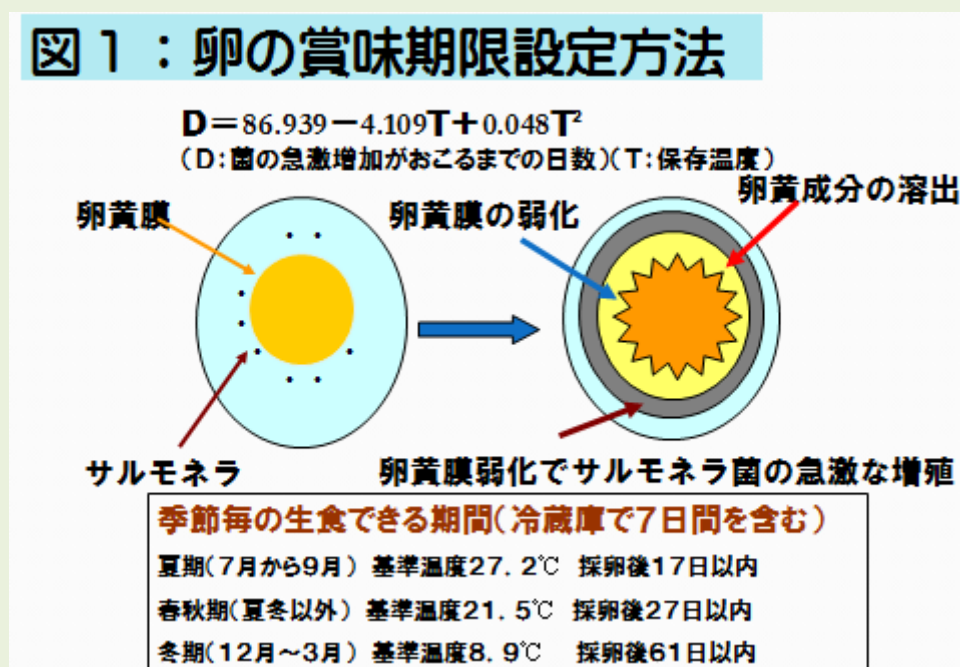 図1：卵の賞味期限設定方法
D＝86.939－4.109T＋0.048T²
（D：菌の急激増加がおこるまでの日数）（T：保存温度）
卵黄膜
卵黄膜の弱化
卵黄成分の溶出
サルモネラ
卵黄膜弱化でサルモネラ菌の急激な増殖
季節毎の生食できる期間（冷蔵庫で7日間を含む）
夏期（7月から9月） 基準温度27．2℃ 採卵後17日以内
春秋期（夏冬以外） 基準温度21．5℃ 採卵後27日以内
冬期（12月～3月） 基準温度8．9℃ 採卵後61日以内